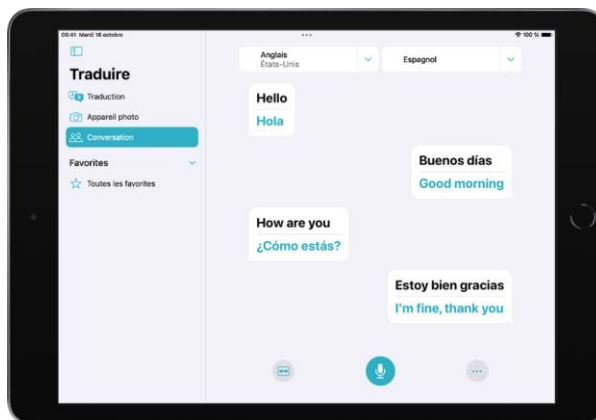 09:41 Mardi 18 octobre
100 %
Traduire
Traduction
Appareil photo
Conversation
Favorites
Toutes les favorites
Anglais
États-Unis
Espagnol
Hello
Hola
Buenos días
Good morning
How are you
¿Cómo estás?
Estoy bien gracias
I'm fine, thank you